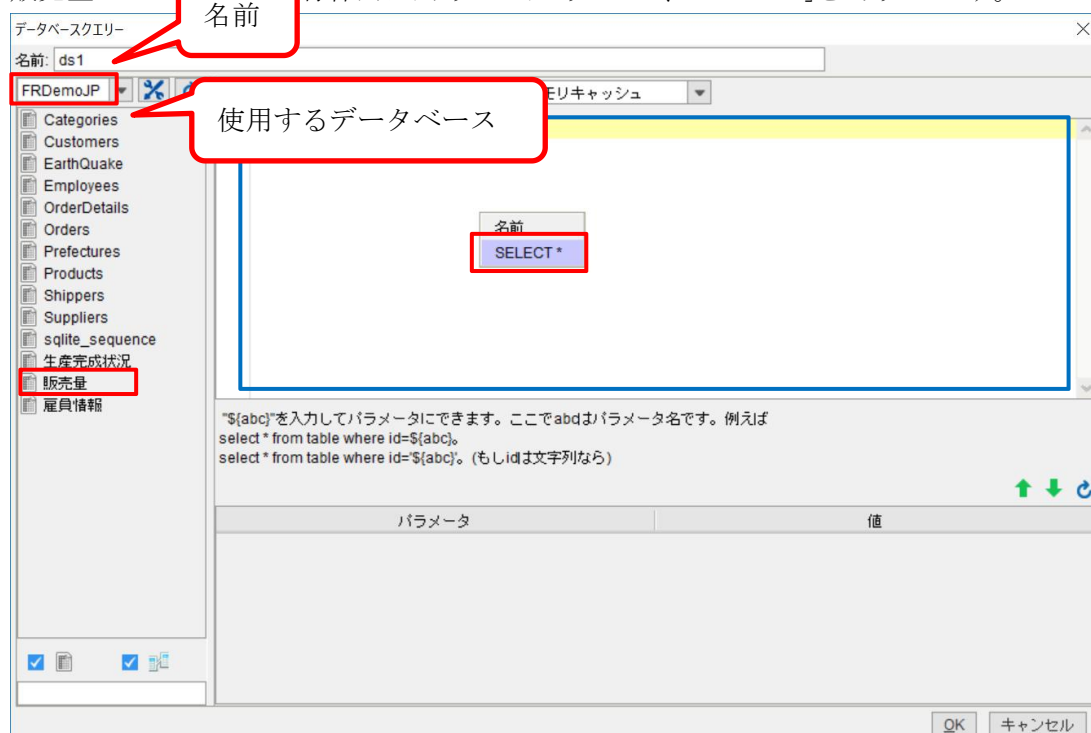 名前
データベースクエリー
名前: ds1
FRDemoJP
モリキャッシュ
使用するデータベース
Categories
Customers
EarthQuake
Employees
OrderDetails
Orders
Prefectures
Products
Shippers
Suppliers
sqlite_sequence
生産完成状況
販売量
雇員情報
名前
SELECT *
"${abc}"を入力してパラメータにできます。ここでabdはパラメータ名です。例えば
select * from table where id=${abc}。
select * from table where id='${abc}'。(もしidは文字列なら)
パラメータ
値
OK
キャンセル